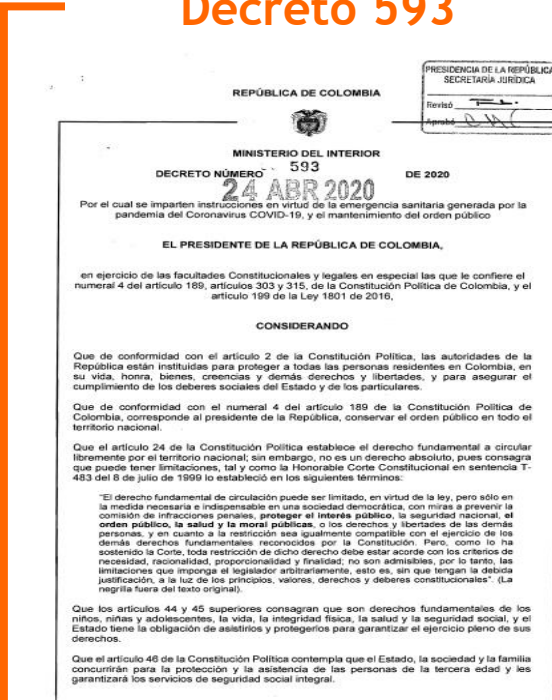 Decreto 593
PRESIDENCIA DE LA REPÚBLICA
SECRETARÍA JURÍDICA
Revisó
Aprobó
REPÚBLICA DE COLOMBIA
MINISTERIO DEL INTERIOR
DECRETO NÚMERO 593 DE 2020
24 ABR 2020
Por el cual se imparten instrucciones en virtud de la emergencia sanitaria generada por la
pandemia del Coronavirus COVID-19, y el mantenimiento del orden público
EL PRESIDENTE DE LA REPÚBLICA DE COLOMBIA,
en ejercicio de las facultades Constitucionales y legales en especial las que le confiere el
numeral 4 del artículo 189, artículos 303 y 315, de la Constitución Política de Colombia, y el
artículo 199 de la Ley 1801 de 2016,
CONSIDERANDO
Que de conformidad con el artículo 2 de la Constitución Política, las autoridades de la
República están instituidas para proteger a todas las personas residentes en Colombia, en
su vida, honra, bienes, creencias y demás derechos y libertades, y para asegurar el
cumplimiento de los deberes sociales del Estado y de los particulares.
Que de conformidad con el numeral 4 del artículo 189 de la Constitución Política de
Colombia, corresponde al presidente de la República, conservar el orden público en todo el
territorio nacional.
Que el artículo 24 de la Constitución Política establece el derecho fundamental a circular
libremente por el territorio nacional; sin embargo, no es un derecho absoluto, pues consagra
que puede tener limitaciones, tal y como la Honorable Corte Constitucional en sentencia T-
483 del 8 de julio de 1999 lo estableció en los siguientes términos:
"El derecho fundamental de circulación puede ser limitado, en virtud de la ley, pero sólo en
la medida necesaria e indispensable en una sociedad democrática, con miras a prevenir la
comisión de infracciones penales, proteger el interés público, la seguridad nacional, el
orden público, la salud y la moral públicas, o los derechos y libertades de las demás
personas, y en cuanto a la restricción sea igualmente compatible con el ejercicio de los
demás derechos fundamentales reconocidos por la Constitución. Pero, como lo ha
sostenido la Corte, toda restricción de dicho derecho debe estar acorde con los criterios de
necesidad, racionalidad, proporcionalidad y finalidad; no son admisibles, por lo tanto, las
limitaciones que imponga el legislador arbitrariamente, esto es, sin que tengan la debida
justificación, a la luz de los principios, valores, derechos y deberes constitucionales". (La
negrilla fuera del texto original).
Que los artículos 44 y 45 superiores consagran que son derechos fundamentales de los
niños, niñas y adolescentes, la vida, la integridad física, la salud y la seguridad social, y el
Estado tiene la obligación de asistirlos y protegerlos para garantizar el ejercicio pleno de sus
derechos.
Que el artículo 46 de la Constitución Política contempla que el Estado, la sociedad y la familia
concurrirán para la protección y la asistencia de las personas de la tercera edad y les
garantizará los servicios de seguridad social integral.